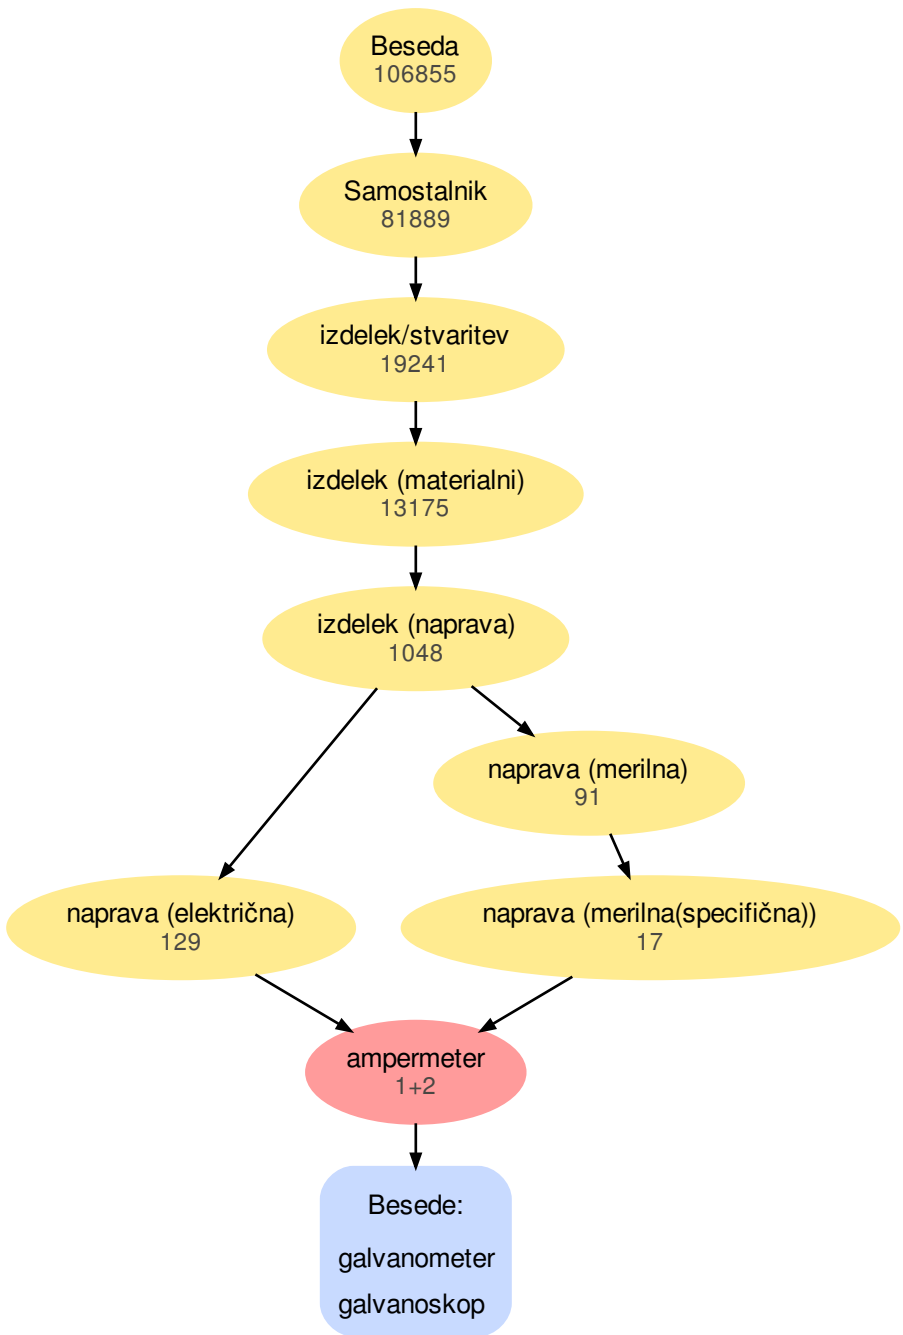 Beseda
106855
Samostalnik
81889
izdelek/stvaritev
19241
izdelek (materialni)
13175
izdelek (naprava)
1048
naprava (merilna)
91
naprava (električna)
129
naprava (merilna(specifična))
17
ampermeter
1+2
Besede:
galvanometer
galvanoskop